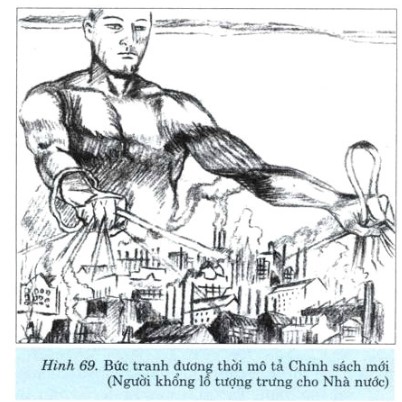 Hình 69. Bức tranh đương thời mô tả Chính sách mới
(Người khổng lồ tượng trưng cho Nhà nước)